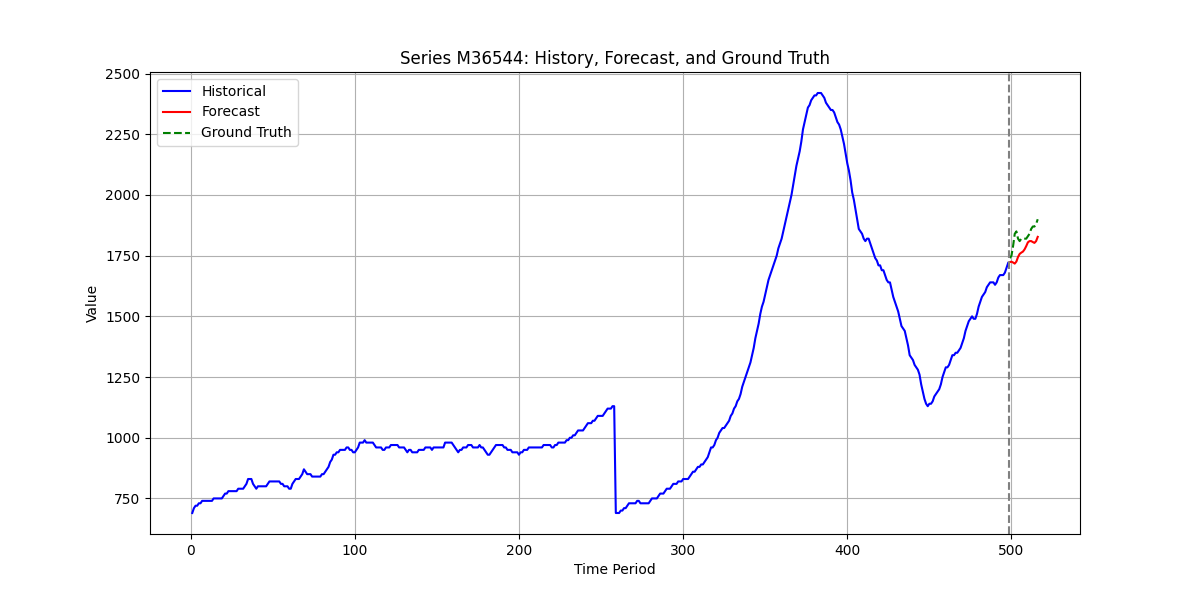 Series M36544: History, Forecast, and Ground Truth
Historical
Forecast
Ground Truth
2500
2250
2000
1750
1500
1250
1000
750
Value
0 100 200 300 400 500
Time Period